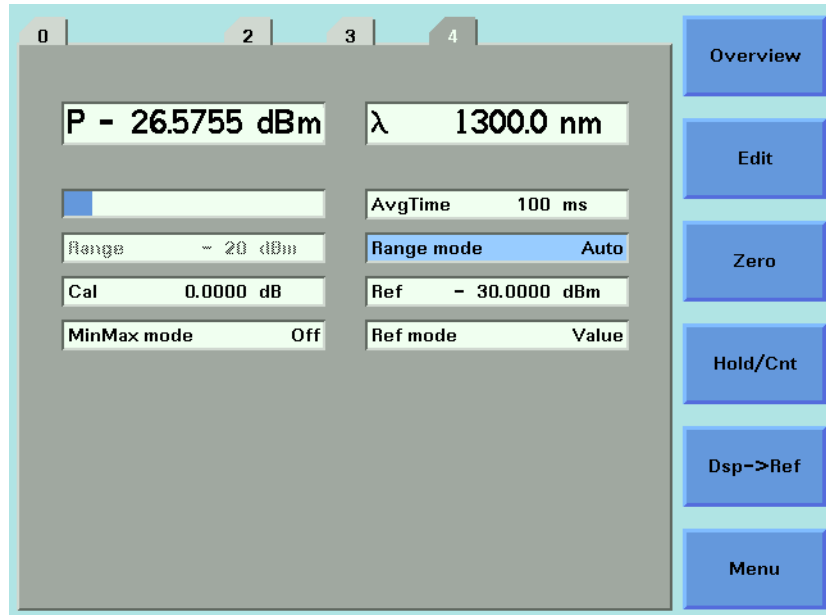 0 2 3 4
P - 26.5755 dBm
λ 1300.0 nm
AvgTime 100 ms
Range - 20 dBm
Range mode Auto
Cal 0.0000 dB
Ref - 30.0000 dBm
MinMax mode Off
Ref mode Value
Overview
Edit
Zero
Hold/Cnt
Dsp->Ref
Menu